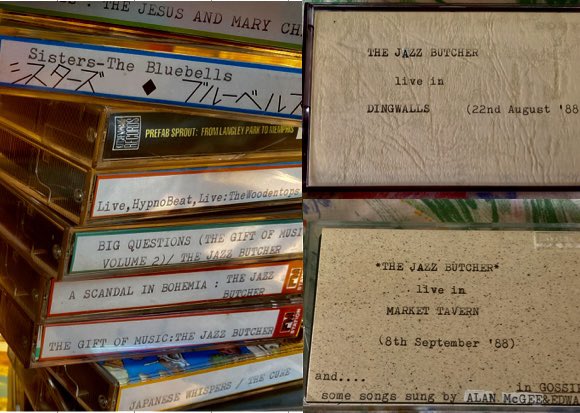 : THE JESUS AND MARY CH
Sisters-The Bluebells
シスターズ ◆ ブルーベルズ
KITCHENWARE RECORDS
PREFAB SPROUT: FROM LANGLEY PARK TO MEMPHIS
Live,HypnoBeat,Live:TheWoodentops
BIG QUESTIONS (THE GIFT OF MUSI
VOLUME 2)/ THE JAZZ BUTCHER
A SCANDAL IN BOHEMIA : THE JAZZ
BUTCHER
THE GIFT OF MUSIC:THE JAZZ BUTCHER
JAPANESE WHISPERS / THE CURE
THE JAZZ BUTCHER
live in
DINGWALLS (22nd August '88
*THE JAZZ BUTCHER*
live in
MARKET TAVERN
(8th September '88)
and....
in GOSSI
some songs sung by ALAN McGEE&EDWA